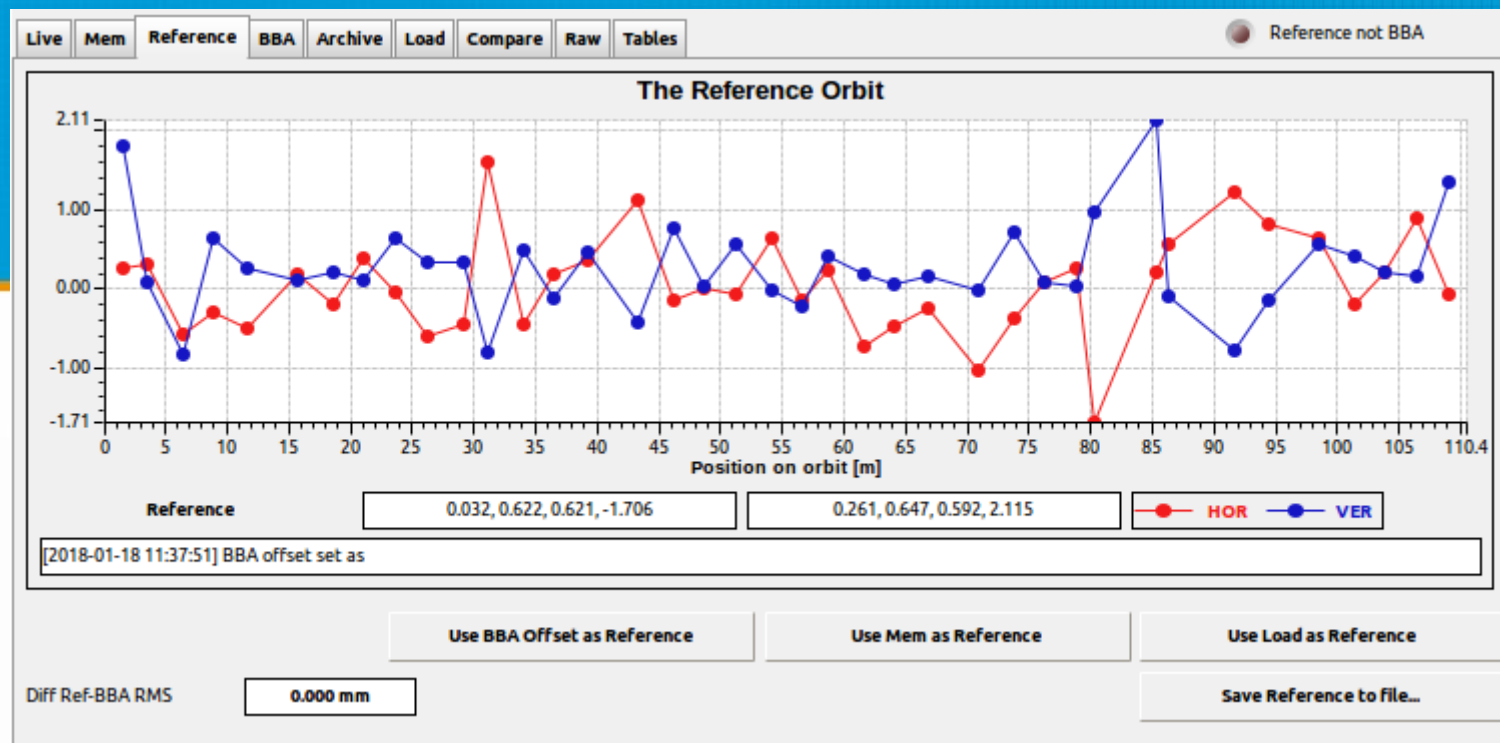 Live Mem Reference BBA Archive Load Compare Raw Tables Reference not BBA
The Reference Orbit
2.11
1.00
0.00
-1.00
-1.71
0 5 10 15 20 25 30 35 40 45 50 55 60 65 70 75 80 85 90 95 100 105 110.4
Position on orbit [m]
Reference 0.032, 0.622, 0.621, -1.706 0.261, 0.647, 0.592, 2.115 HOR VER
[2018-01-18 11:37:51] BBA offset set as
Use BBA Offset as Reference Use Mem as Reference Use Load as Reference
Diff Ref-BBA RMS 0.000 mm Save Reference to file...